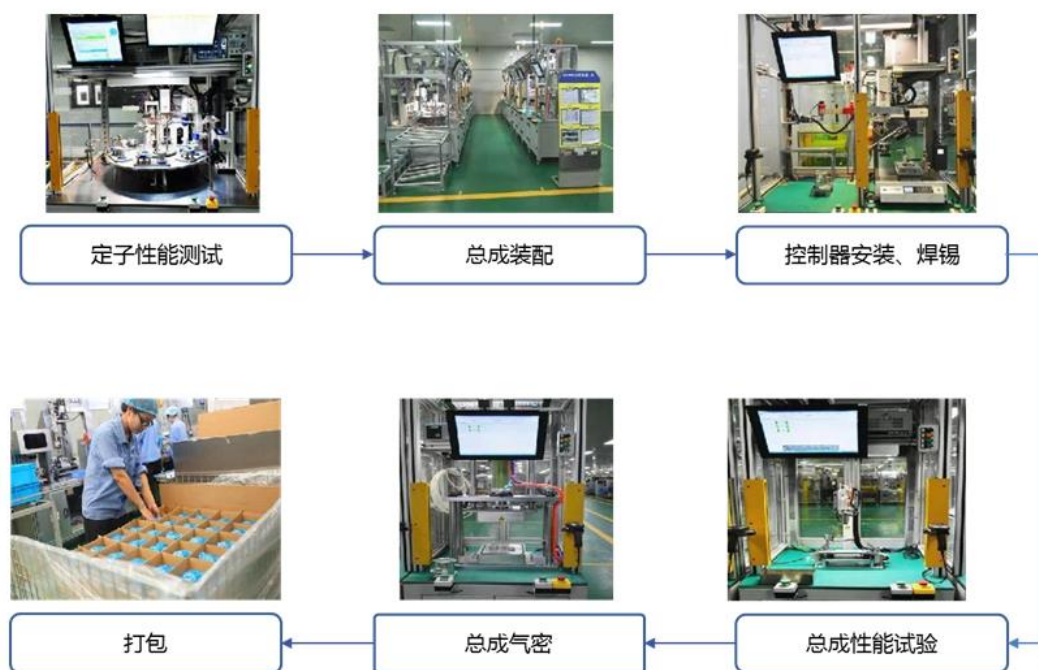 定子性能测试
总成装配
控制器安装、焊锡
总成性能试验
总成气密
打包